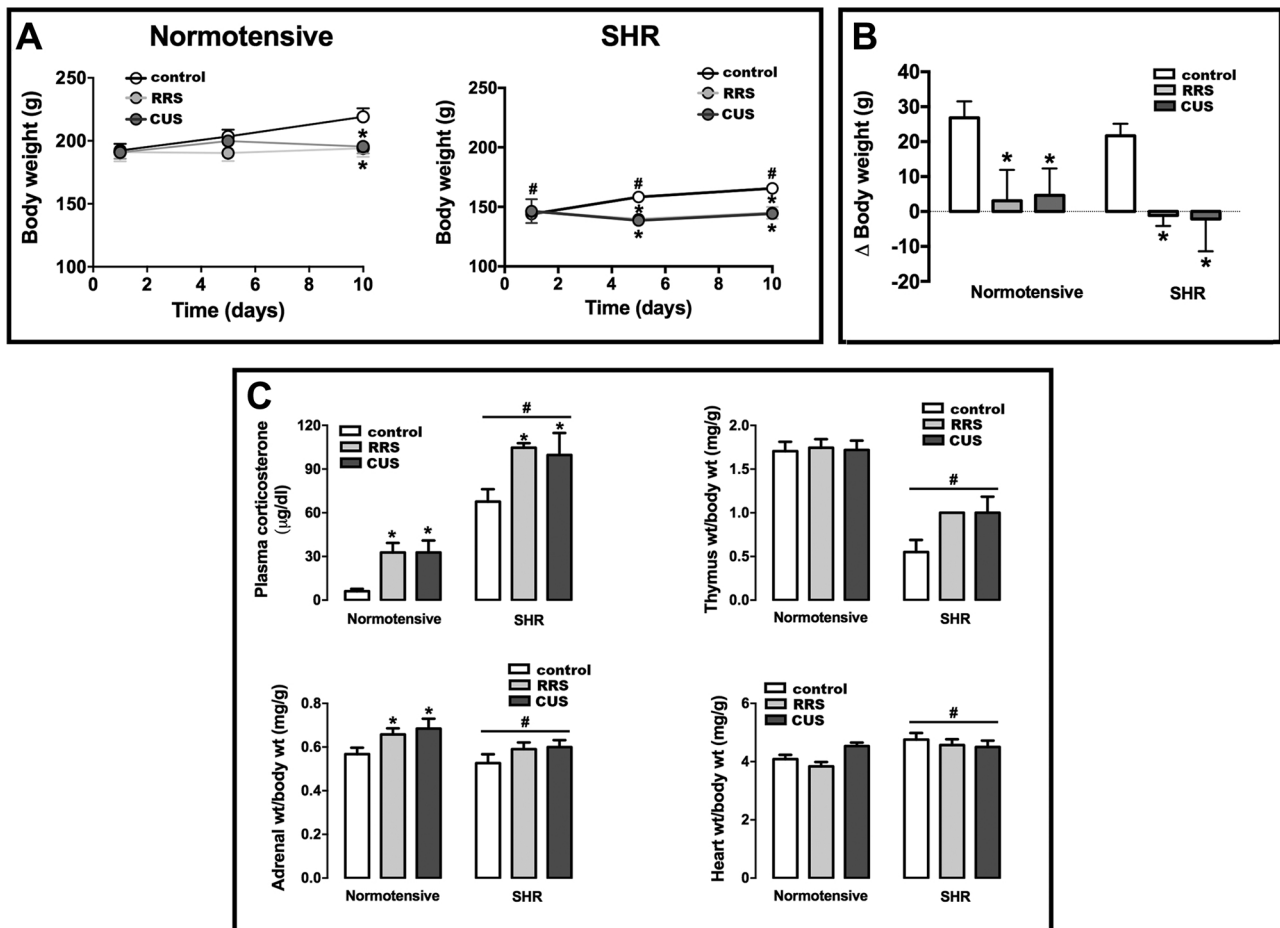 A
Normotensive
SHR
Body weight (g)
250
200
150
100
control
RRS
CUS
*
*
0
2
4
6
8
10
Time (days)
Body weight (g)
250
200
150
100
control
RRS
CUS
#
#
#
*
*
*
*
0
2
4
6
8
10
Time (days)
B
Δ Body weight (g)
40
30
20
10
0
-10
-20
control
RRS
CUS
*
*
*
*
Normotensive
SHR
C
Plasma corticosterone
(μg/dl)
120
90
60
30
0
control
RRS
CUS
*
*
#
*
*
Normotensive
SHR
Thymus wt/body wt (mg/g)
2.0
1.5
1.0
0.5
0.0
control
RRS
CUS
#
Normotensive
SHR
Adrenal wt/body wt (mg/g)
0.8
0.6
0.4
0.2
0.0
control
RRS
CUS
*
*
#
Normotensive
SHR
Heart wt/body wt (mg/g)
6
4
2
0
control
RRS
CUS
#
Normotensive
SHR